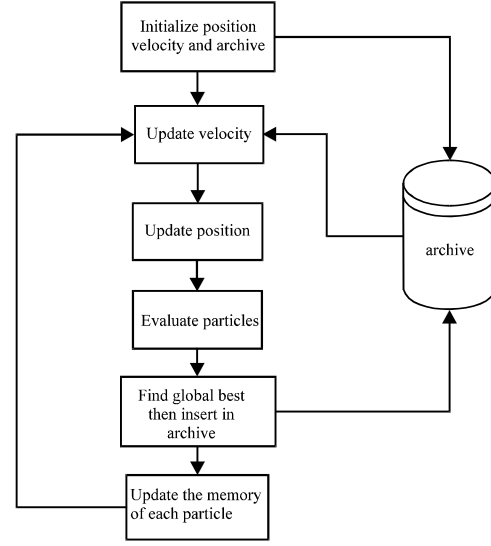 Initialize position
velocity and archive
Update velocity
Update position
archive
Evaluate particles
Find global best
then insert in
archive
Update the memory
of each particle